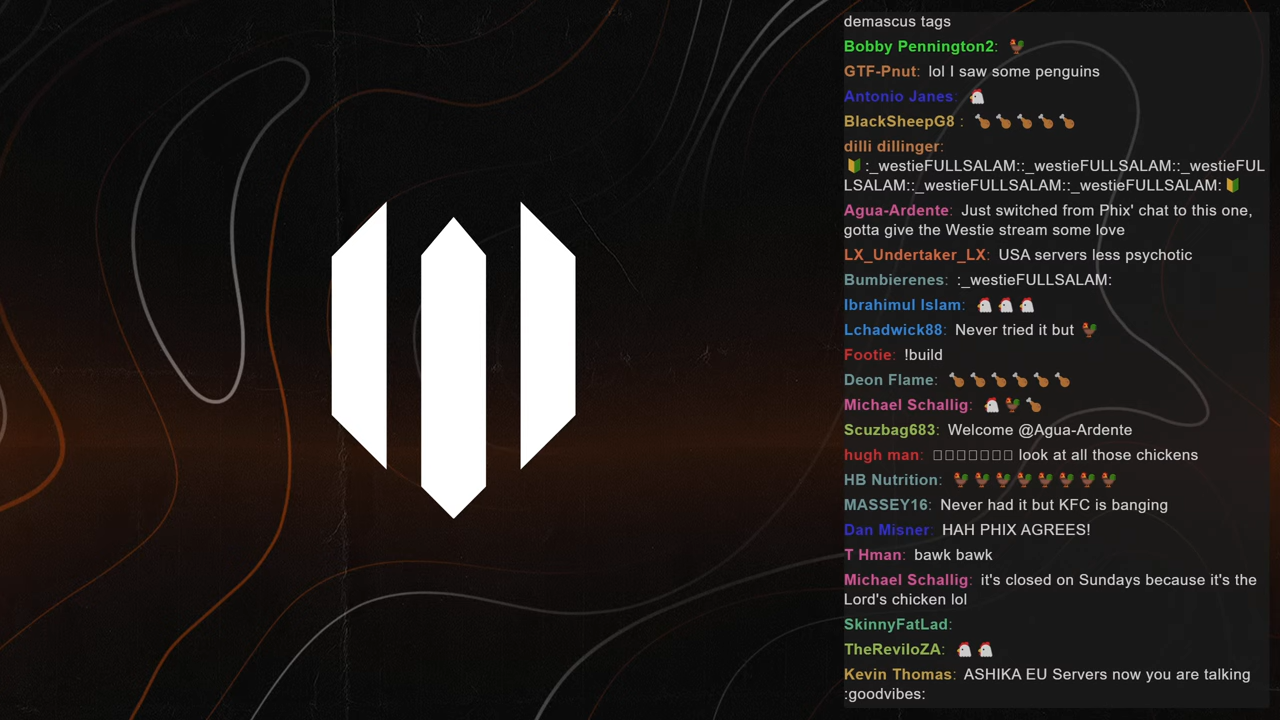 demascus tags
Bobby Pennington2: 🐓
GTF-Pnut: lol I saw some penguins
Antonio Janes: 🐔
BlackSheepG8 : 🍗🍗🍗🍗🍗
dilli dillinger:
🔰:_westieFULLSALAM::_westieFULLSALAM::_westieFUL
LSALAM::_westieFULLSALAM::_westieFULLSALAM:🔰
Agua-Ardente: Just switched from Phix' chat to this one,
gotta give the Westie stream some love
LX_Undertaker_LX: USA servers less psychotic
Bumbierenes: :_westieFULLSALAM:
Ibrahimul Islam: 🐔🐔🐔
Lchadwick88: Never tried it but 🐓
Footie: !build
Deon Flame: 🍗🍗🍗🍗🍗🍗
Michael Schallig: 🐔🐓🍗
Scuzbag683: Welcome @Agua-Ardente
hugh man: □□□□□□□ look at all those chickens
HB Nutrition: 🐓🐓🐓🐓🐓🐓🐓🐓
MASSEY16: Never had it but KFC is banging
Dan Misner: HAH PHIX AGREES!
T Hman: bawk bawk
Michael Schallig: it's closed on Sundays because it's the
Lord's chicken lol
SkinnyFatLad:
TheReviloZA: 🐔🐔
Kevin Thomas: ASHIKA EU Servers now you are talking
:goodvibes: